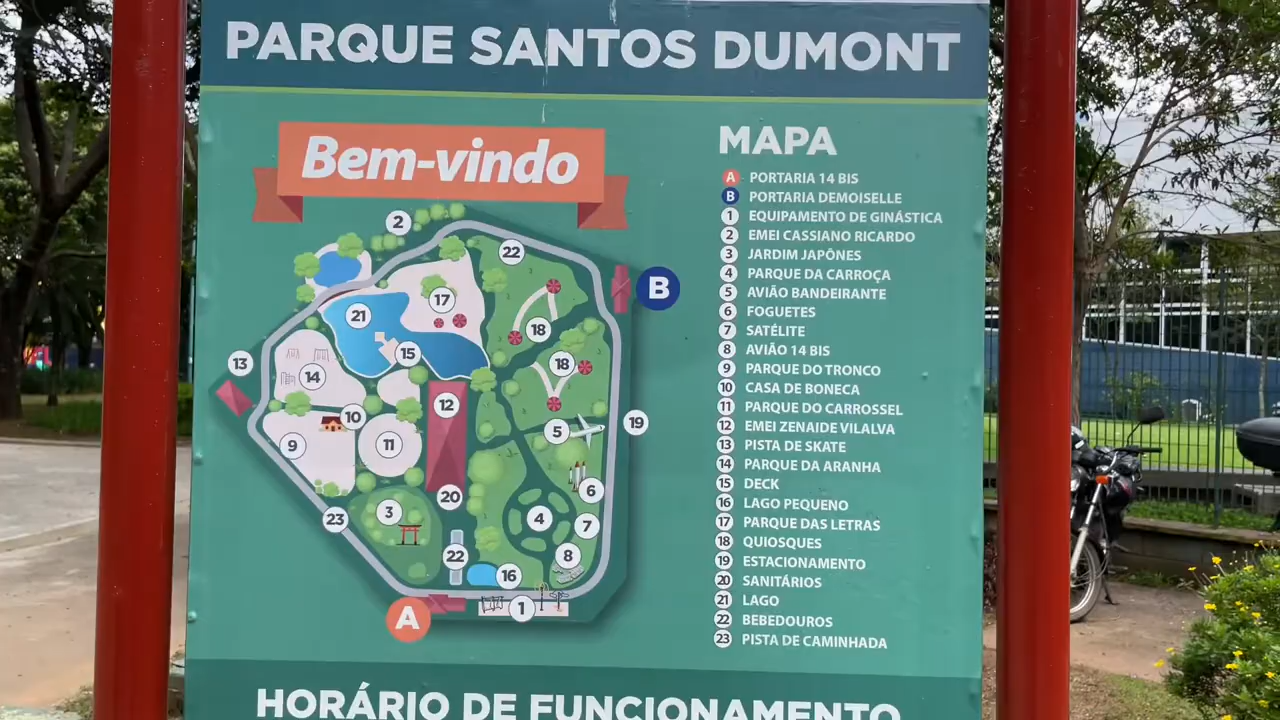 PARQUE SANTOS DUMONT
Bem-vindo
MAPA
A PORTARIA 14 BIS
B PORTARIA DEMOISELLE
1 EQUIPAMENTO DE GINÁSTICA
2 EMEI CASSIANO RICARDO
3 JARDIM JAPÔNES
4 PARQUE DA CARROÇA
5 AVIÃO BANDEIRANTE
6 FOGUETES
7 SATÉLITE
8 AVIÃO 14 BIS
9 PARQUE DO TRONCO
10 CASA DE BONECA
11 PARQUE DO CARROSSEL
12 EMEI ZENAIDE VILALVA
13 PISTA DE SKATE
14 PARQUE DA ARANHA
15 DECK
16 LAGO PEQUENO
17 PARQUE DAS LETRAS
18 QUIOSQUES
19 ESTACIONAMENTO
20 SANITÁRIOS
21 LAGO
22 BEBEDOUROS
23 PISTA DE CAMINHADA
2
22
B
17
21
18
15
13
14
18
12
10
19
5
11
9
20
6
3
4
23
7
22
8
16
1
A
HORÁRIO DE FUNCIONAMENTO